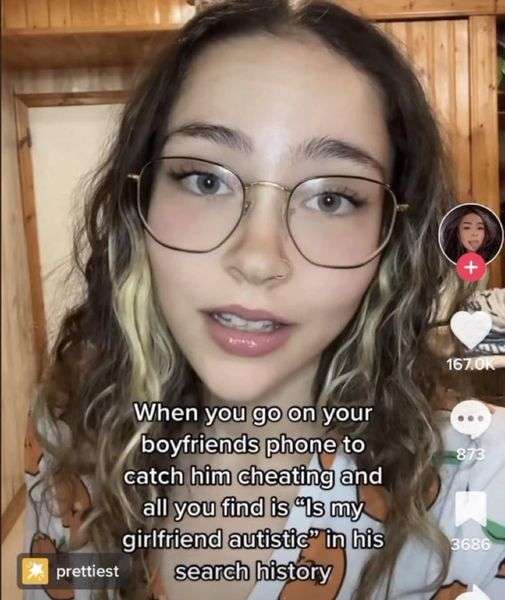 When you go on your
boyfriends phone to
catch him cheating and
all you find is “Is my
girlfriend autistic” in his
search history
167.0K
873
3686
prettiest